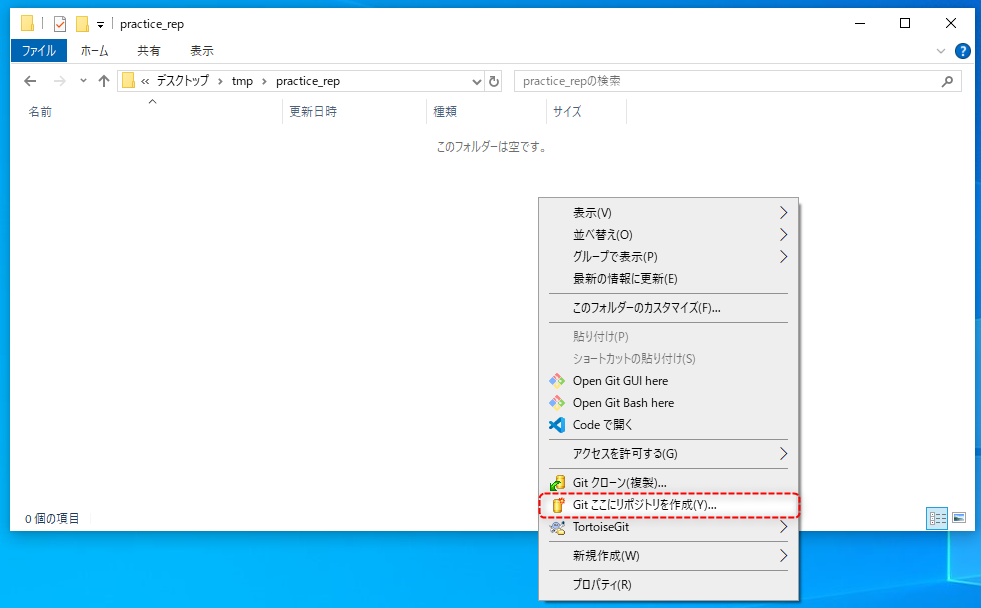 practice_rep
ファイル ホーム 共有 表示
« デスクトップ > tmp > practice_rep
practice_repの検索
名前 更新日時 種類 サイズ
このフォルダーは空です。
表示(V)
並べ替え(O)
グループで表示(P)
最新の情報に更新(E)
このフォルダーのカスタマイズ(F)...
貼り付け(P)
ショートカットの貼り付け(S)
Open Git GUI here
Open Git Bash here
Code で開く
アクセスを許可する(G)
Git クローン(複製)...
Git ここにリポジトリを作成(Y)...
TortoiseGit
新規作成(W)
プロパティ(R)
0 個の項目